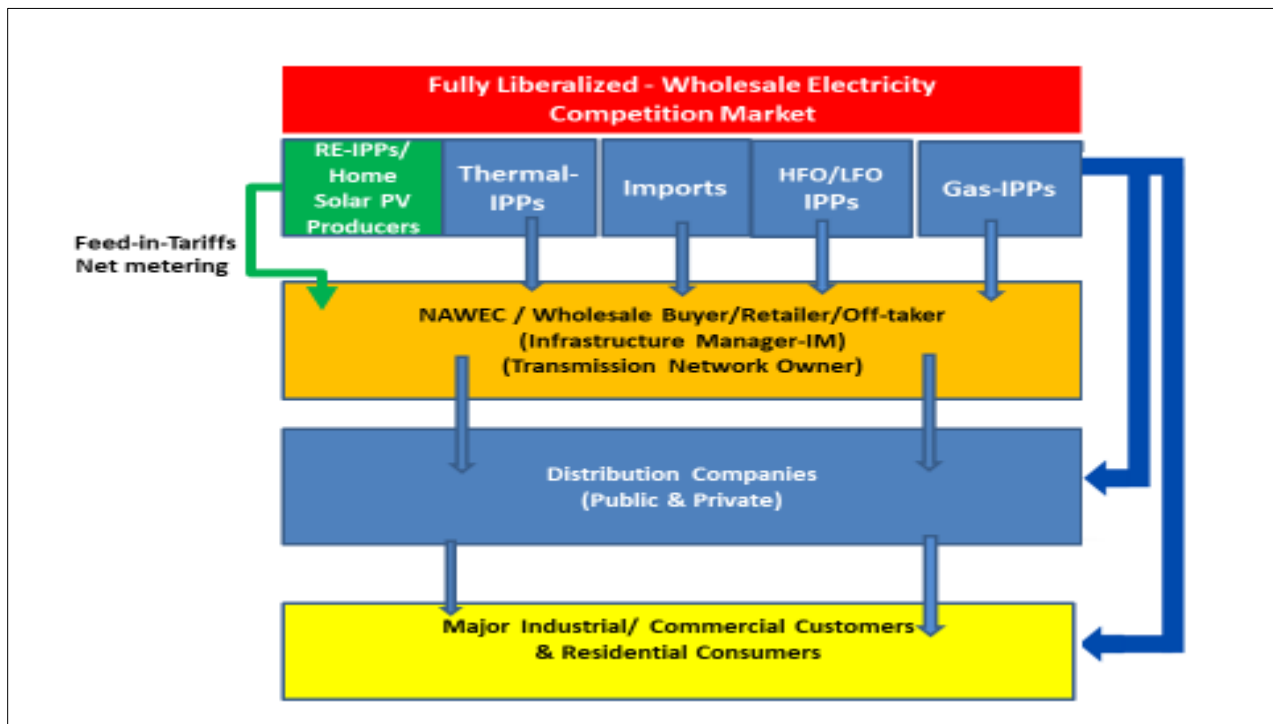 Fully Liberalized - Wholesale Electricity
Competition Market
RE-IPPs/
Home
Solar PV
Producers
Thermal-
IPPs
Imports
HFO/LFO
IPPs
Gas-IPPs
Feed-in-Tariffs
Net metering
NAWEC / Wholesale Buyer/Retailer/Off-taker
(Infrastructure Manager-IM)
(Transmission Network Owner)
Distribution Companies
(Public & Private)
Major Industrial/ Commercial Customers
& Residential Consumers